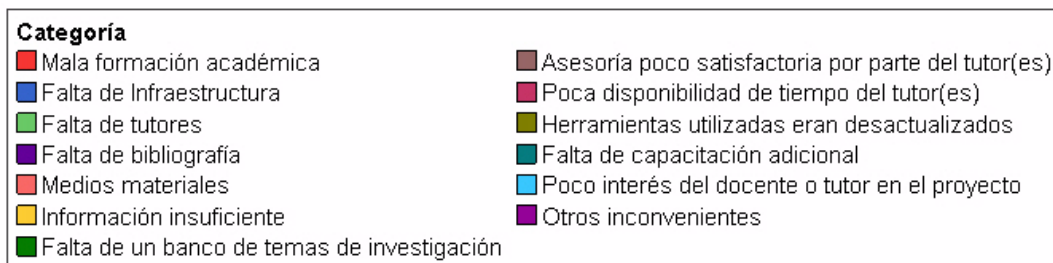 Categoría
Mala formación académica
Falta de Infraestructura
Falta de tutores
Falta de bibliografía
Medios materiales
Información insuficiente
Falta de un banco de temas de investigación
Asesoría poco satisfactoria por parte del tutor(es)
Poca disponibilidad de tiempo del tutor(es)
Herramientas utilizadas eran desactualizados
Falta de capacitación adicional
Poco interés del docente o tutor en el proyecto
Otros inconvenientes